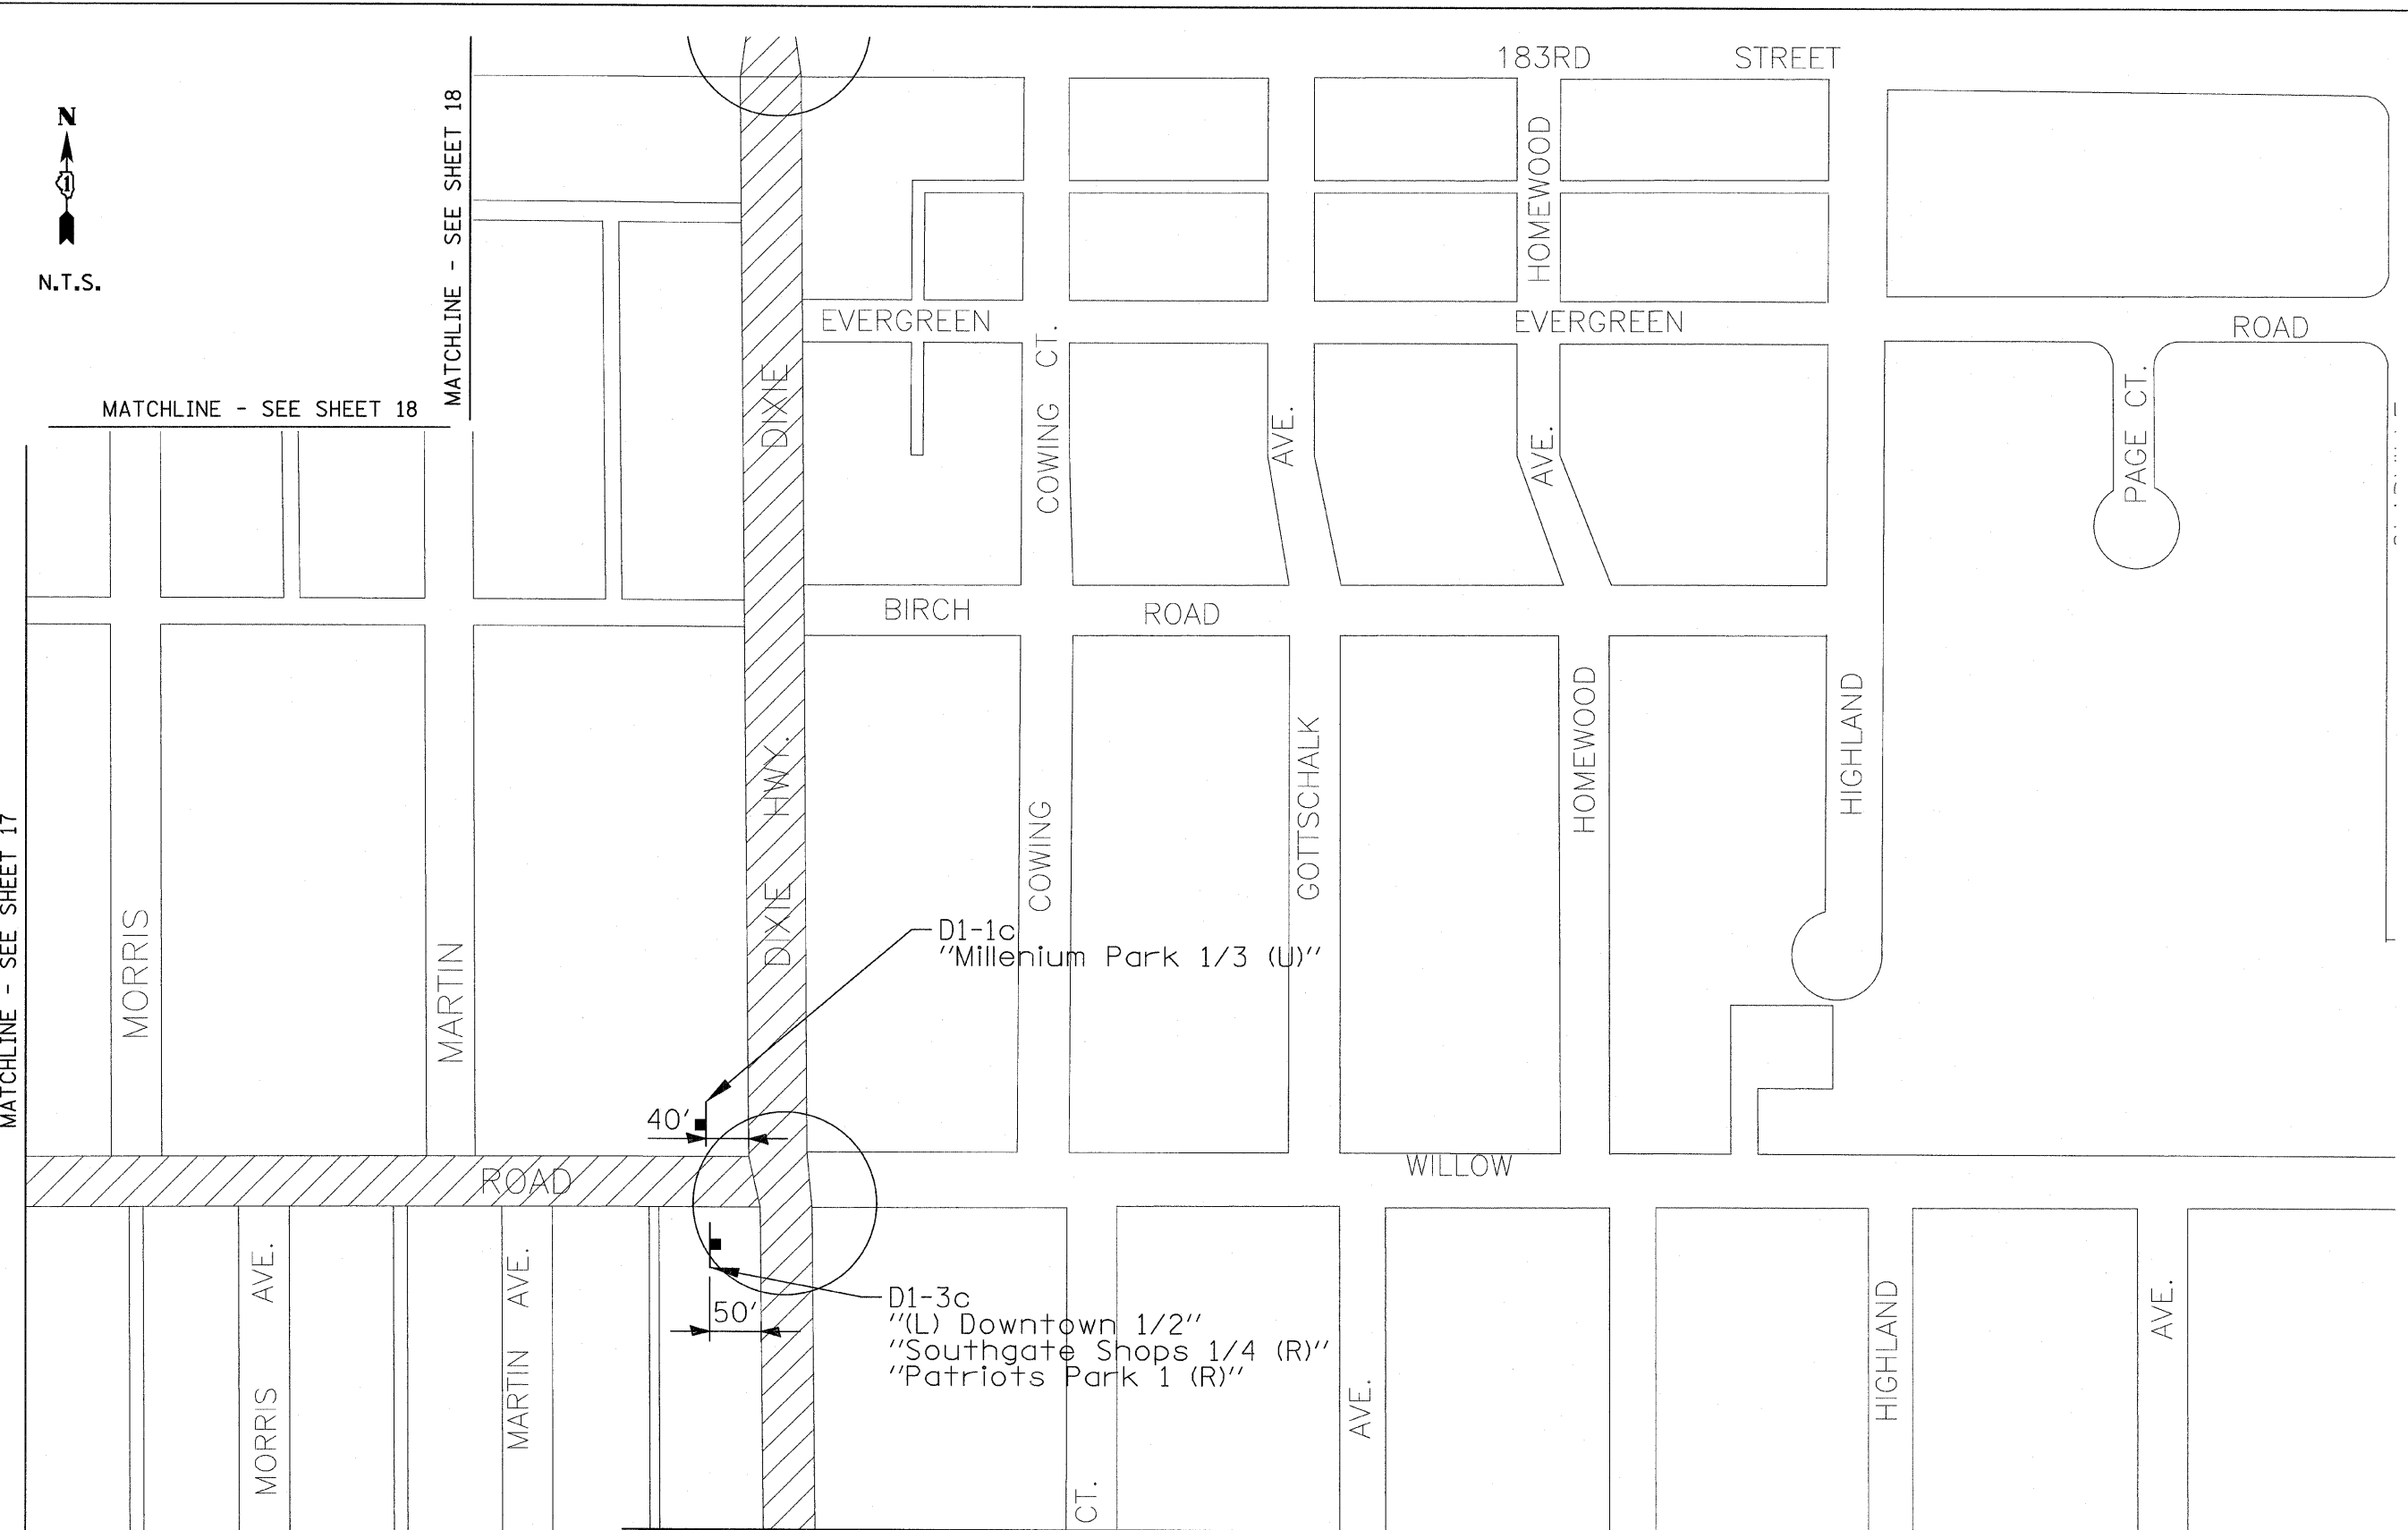 183RD STREET
N
1
N.T.S.
MATCHLINE - SEE SHEET 18
MATCHLINE - SEE SHEET 18
HOMEWOOD
EVERGREEN
EVERGREEN
ROAD
DIXIE
COWING CT.
AVE.
AVE.
PAGE CT.
BIRCH ROAD
MATCHLINE - SEE SHEET 17
MORRIS
MARTIN
DIXIE HWY.
COWING
GOTTSCHALK
HOMEWOOD
HIGHLAND
D1-1c
"Millenium Park 1/3 (U)"
40'
ROAD
WILLOW
MORRIS AVE.
MARTIN AVE.
50'
D1-3c
"(L) Downtown 1/2"
"Southgate Shops 1/4 (R)"
"Patriots Park 1 (R)"
CT.
AVE.
HIGHLAND
AVE.